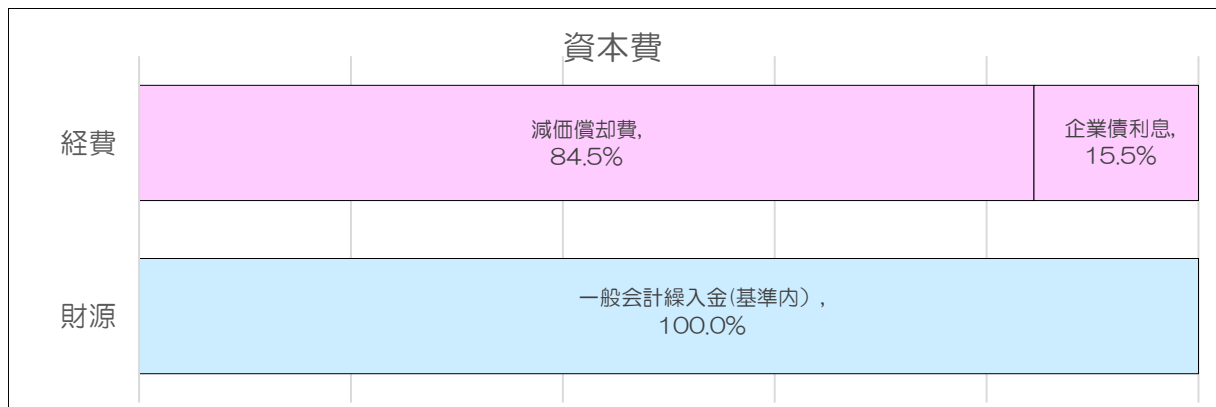 資本費
経費
減価償却費,
84.5%
企業債利息,
15.5%
財源
一般会計繰入金(基準内）,
100.0%